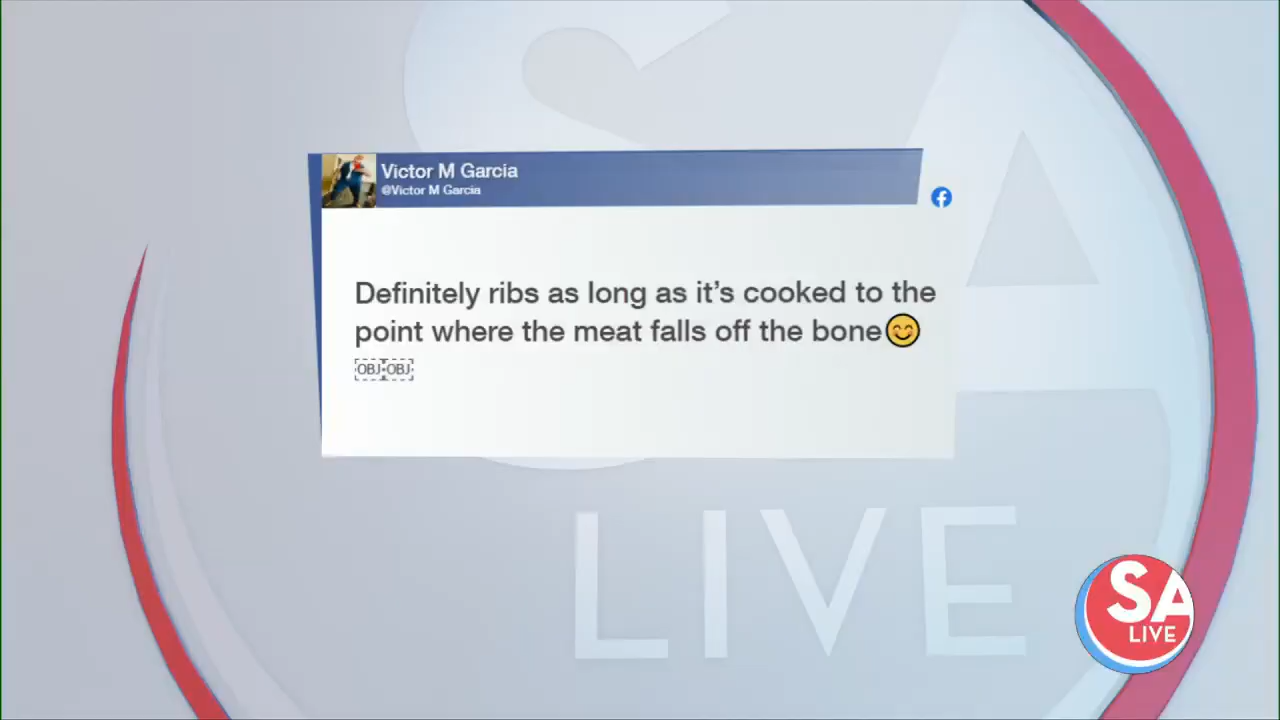 Victor M Garcia
@Victor M Garcia
Definitely ribs as long as it’s cooked to the
point where the meat falls off the bone😊
OBJ OBJ
SA
LIVE
SA
LIVE